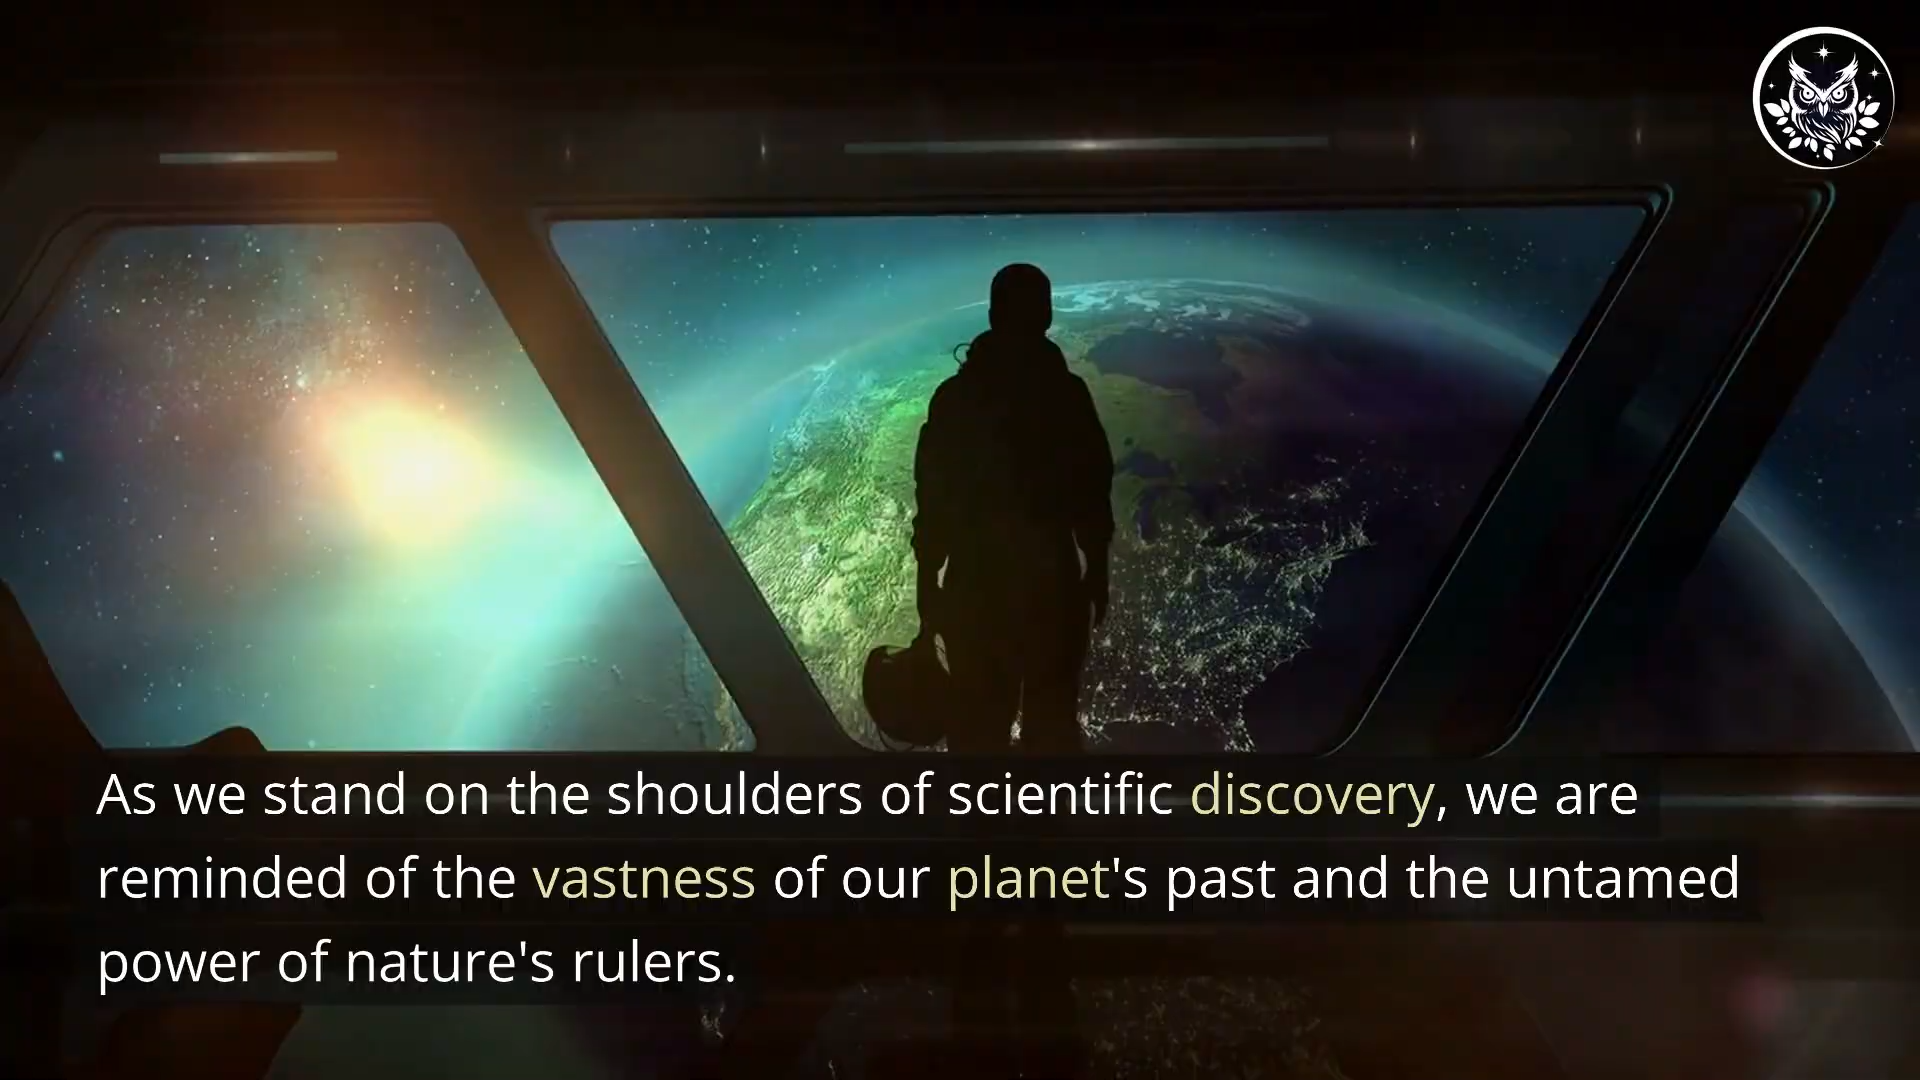 As we stand on the shoulders of scientific discovery, we are
reminded of the vastness of our planet's past and the untamed
power of nature's rulers.